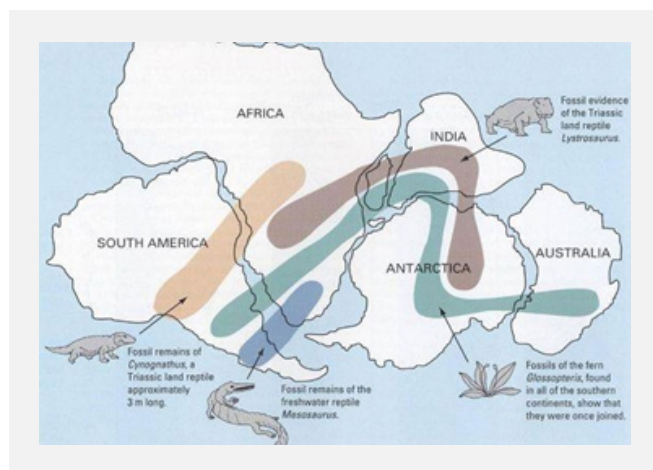 AFRICA
INDIA
Fossil evidence
of the Triassic
land reptile
Lystrosaurus.
SOUTH AMERICA
ANTARCTICA
AUSTRALIA
Fossil remains of
Cynognathus, a
Triassic land reptile
approximately
3 m long.
Fossil remains of the
freshwater reptile
Mesosaurus.
Fossils of the fern
Glossopteris, found
in all of the southern
continents, show that
they were once joined.